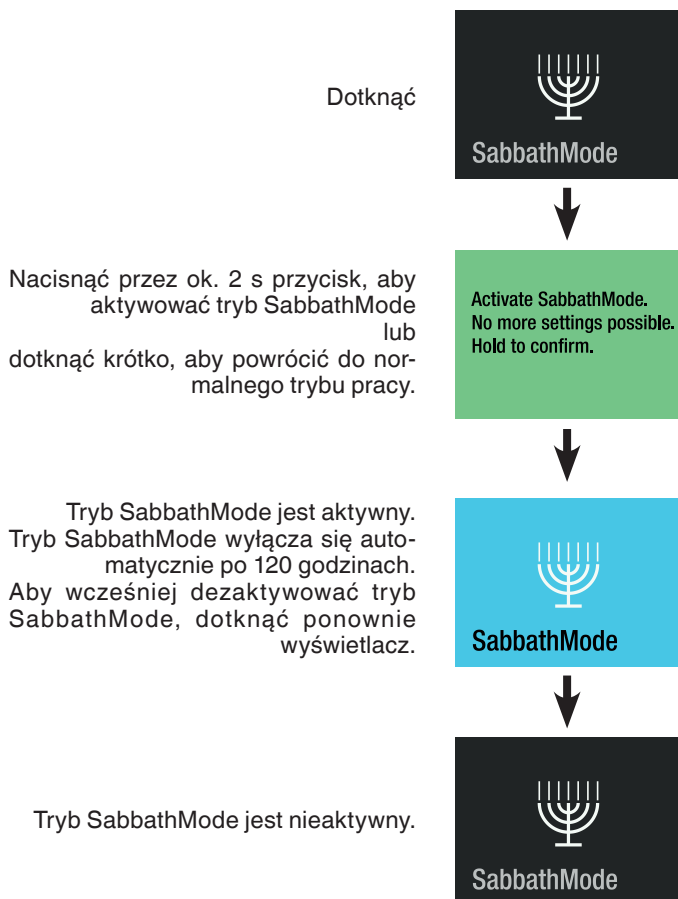 Dotknąć
SabbathMode
Nacisnąć przez ok. 2 s przycisk, aby
aktywować tryb SabbathMode
lub
dotknąć krótko, aby powrócić do nor-
malnego trybu pracy.
Activate SabbathMode.
No more settings possible.
Hold to confirm.
Tryb SabbathMode jest aktywny.
Tryb SabbathMode wyłącza się auto-
matycznie po 120 godzinach.
Aby wcześniej dezaktywować tryb
SabbathMode, dotknąć ponownie
wyświetlacz.
SabbathMode
Tryb SabbathMode jest nieaktywny.
SabbathMode